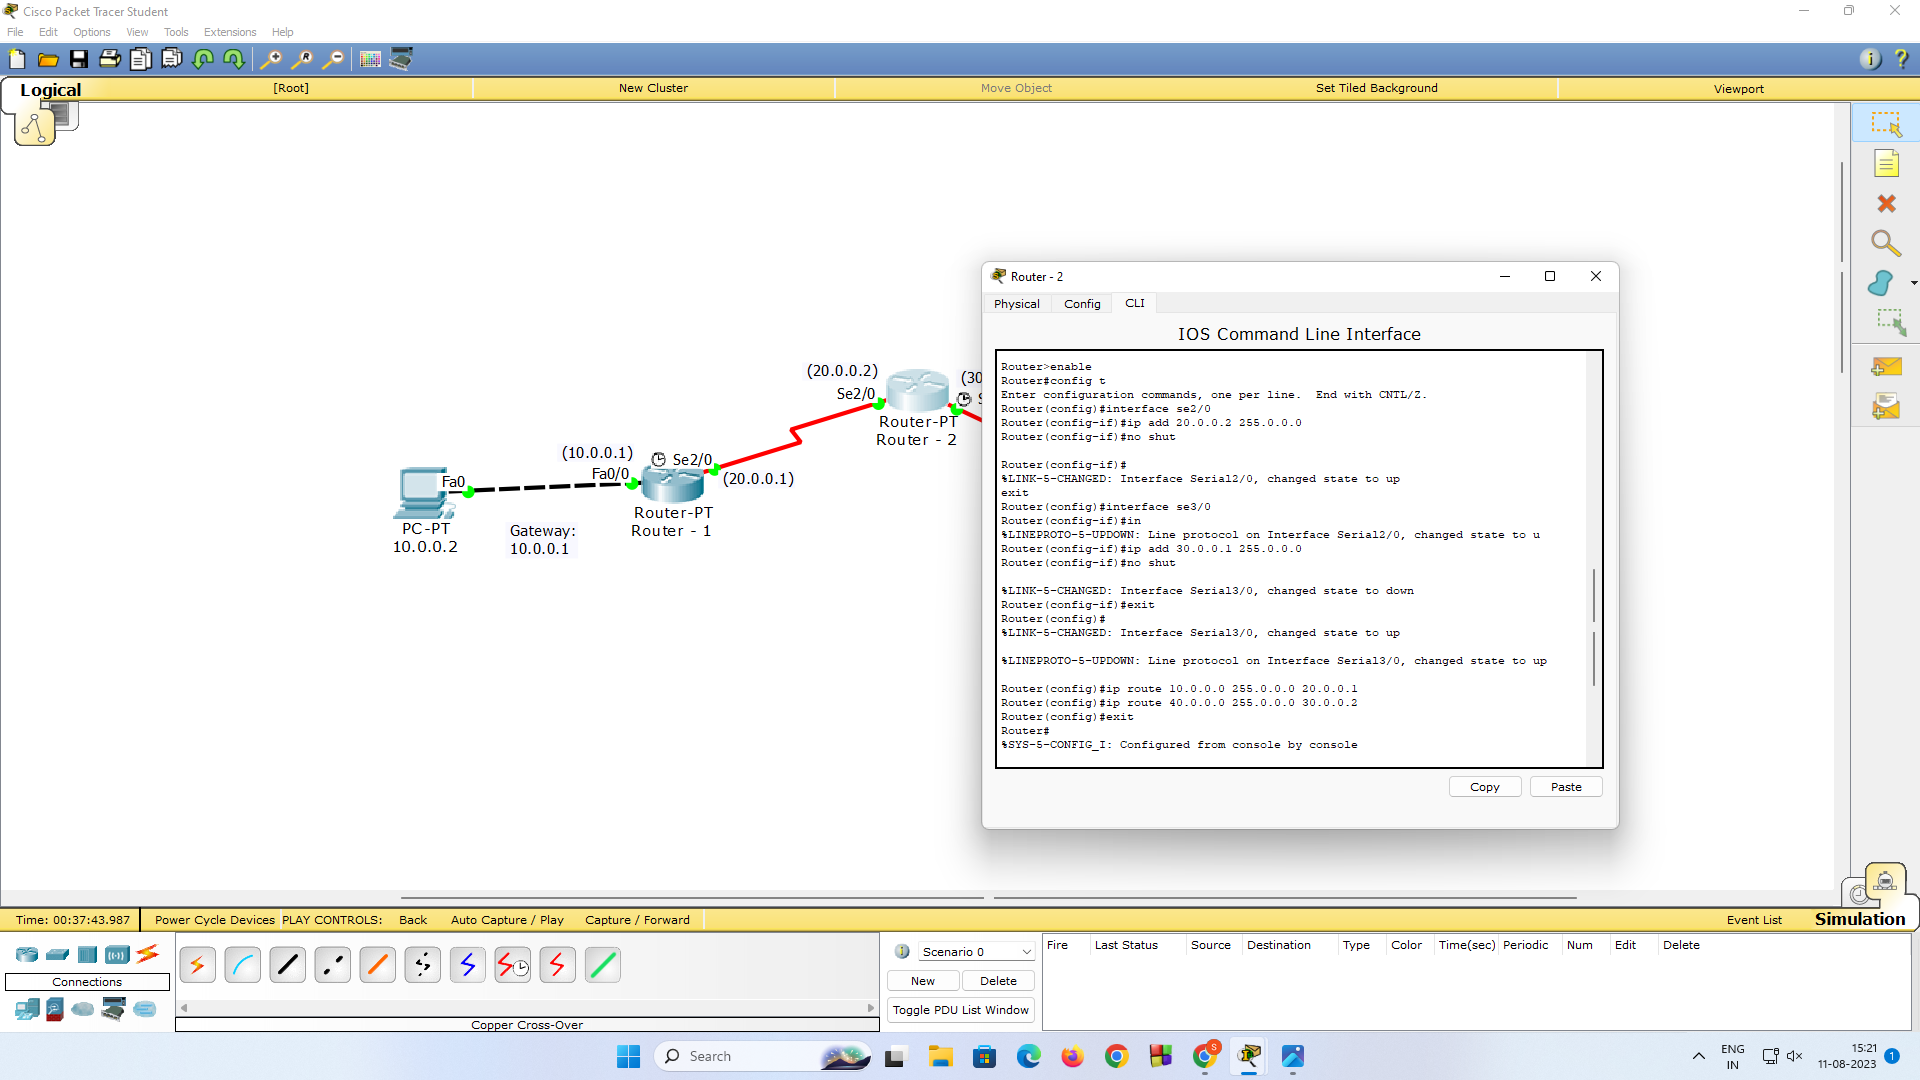 Cisco Packet Tracer Student
File Edit Options View Tools Extensions Help
Logical [Root] New Cluster Move Object Set Tiled Background Viewport
Router - 2
Physical Config CLI
IOS Command Line Interface
Router>enable
Router#config t
Enter configuration commands, one per line.  End with CNTL/Z.
Router(config)#interface se2/0
Router(config-if)#ip add 20.0.0.2 255.0.0.0
Router(config-if)#no shut
Router(config-if)#
%LINK-5-CHANGED: Interface Serial2/0, changed state to up
exit
Router(config)#interface se3/0
Router(config-if)#in
%LINEPROTO-5-UPDOWN: Line protocol on Interface Serial2/0, changed state to u
Router(config-if)#ip add 30.0.0.1 255.0.0.0
Router(config-if)#no shut
%LINK-5-CHANGED: Interface Serial3/0, changed state to down
Router(config-if)#exit
Router(config)#
%LINK-5-CHANGED: Interface Serial3/0, changed state to up
%LINEPROTO-5-UPDOWN: Line protocol on Interface Serial3/0, changed state to up
Router(config)#ip route 10.0.0.0 255.0.0.0 20.0.0.1
Router(config)#ip route 40.0.0.0 255.0.0.0 30.0.0.2
Router(config)#exit
Router#
%SYS-5-CONFIG_I: Configured from console by console
Copy Paste
(20.0.0.2) (30
Se2/0 S
Router-PT
Router - 2
(10.0.0.1) Se2/0
Fa0/0 (20.0.0.1)
Fa0
Router-PT
Router - 1
PC-PT
10.0.0.2
Gateway:
10.0.0.1
Time: 00:37:43.987 Power Cycle Devices PLAY CONTROLS: Back Auto Capture / Play Capture / Forward Event List Simulation
Connections
Copper Cross-Over
Scenario 0
New Delete
Toggle PDU List Window
Fire Last Status Source Destination Type Color Time(sec) Periodic Num Edit Delete
Search
S
ENG
IN
15:21
11-08-2023
1